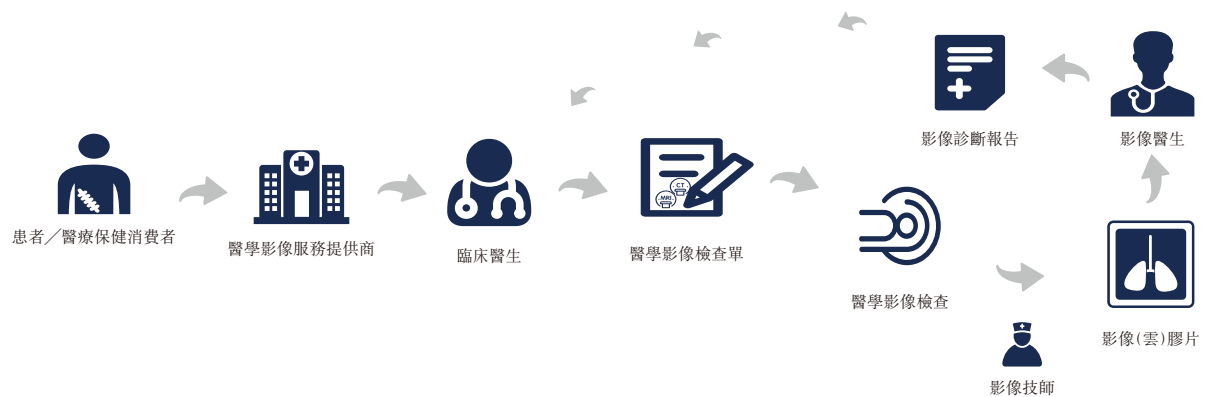 患者／醫療保健消費者
醫學影像服務提供商
臨床醫生
CT
MRI
醫學影像檢查單
醫學影像檢查
影像技師
影像(雲)膠片
影像醫生
影像診斷報告